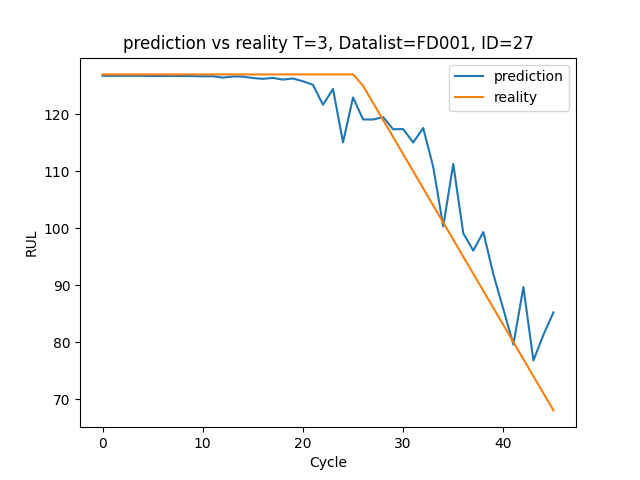 prediction vs reality T=3, Datalist=FD001, ID=27
prediction
reality
RUL
120
110
100
90
80
70
0 10 20 30 40
Cycle